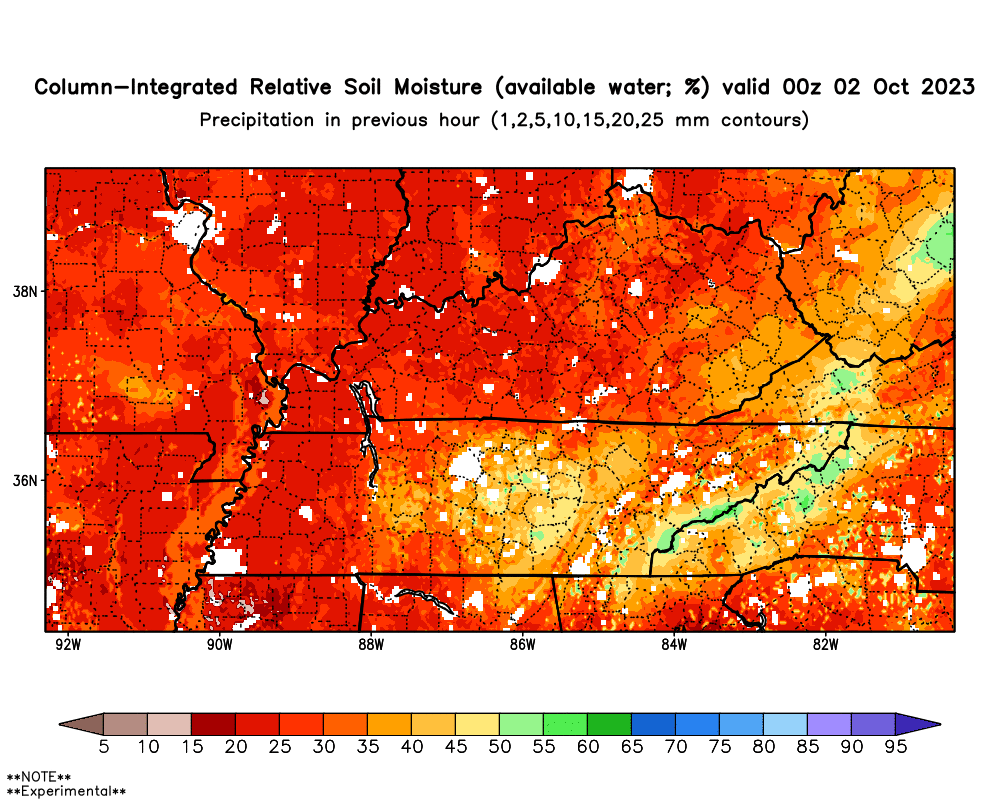 Column-Integrated Relative Soil Moisture (available water; %) valid 00z 02 Oct 2023
Precipitation in previous hour (1,2,5,10,15,20,25 mm contours)
38N
36N
92W 90W 88W 86W 84W 82W
5 10 15 20 25 30 35 40 45 50 55 60 65 70 75 80 85 90 95
**NOTE**
**Experimental**